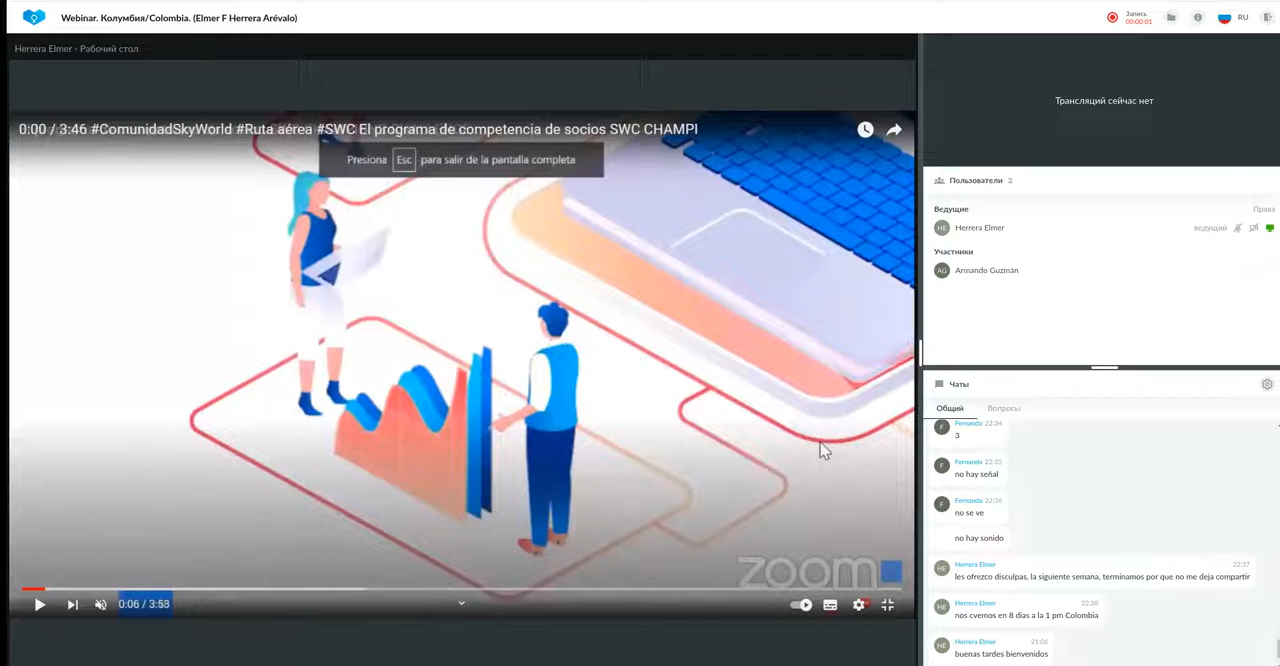 Webinar. Колумбия/Colombia. (Elmer F Herrera Arévalo)
Запись
00:00:01
RU
Herrera Elmer - Рабочий стол
0:00 / 3:46 #ComunidadSkyWorld #Ruta aérea #SWC El programa de competencia de socios SWC CHAMPI
Presiona Esc para salir de la pantalla completa
zoom
0:06 / 3:53
Трансляций сейчас нет
Пользователи 2
Ведущие Права
HE Herrera Elmer ведущий
Участники
AG Armando Guzmán
Чаты
Общий Вопросы
F Fernanda 22:34
3
F Fernanda 22:35
no hay señal
F Fernanda 22:36
no se ve
no hay sonido
HE Herrera Elmer 22:37
les ofrezco disculpas, la siguiente semana, terminamos por que no me deja compartir
HE Herrera Elmer 22:38
nos cvemos en 8 dias a la 1 pm Colombia
HE Herrera Elmer 21:06
buenas tardes bienvenidos